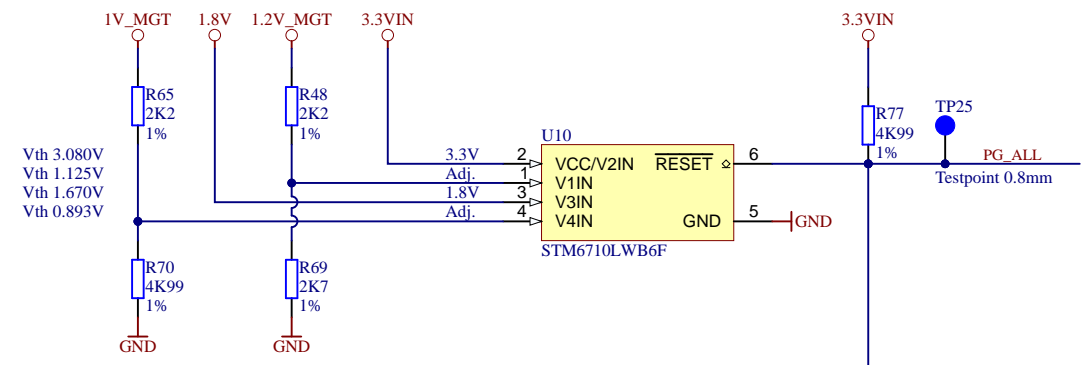 1V_MGT
1.8V
1.2V_MGT
3.3VIN
3.3VIN
R65
2K2
1%
R48
2K2
1%
R77
4K99
1%
TP25
Vth 3.080V
Vth 1.125V
Vth 1.670V
Vth 0.893V
U10
3.3V
2
VCC/V2IN
RESET
6
PG_ALL
Adj.
1
V1IN
Testpoint 0.8mm
1.8V
3
V3IN
Adj.
4
V4IN
GND
5
GND
STM6710LWB6F
R70
4K99
1%
R69
2K7
1%
GND
GND